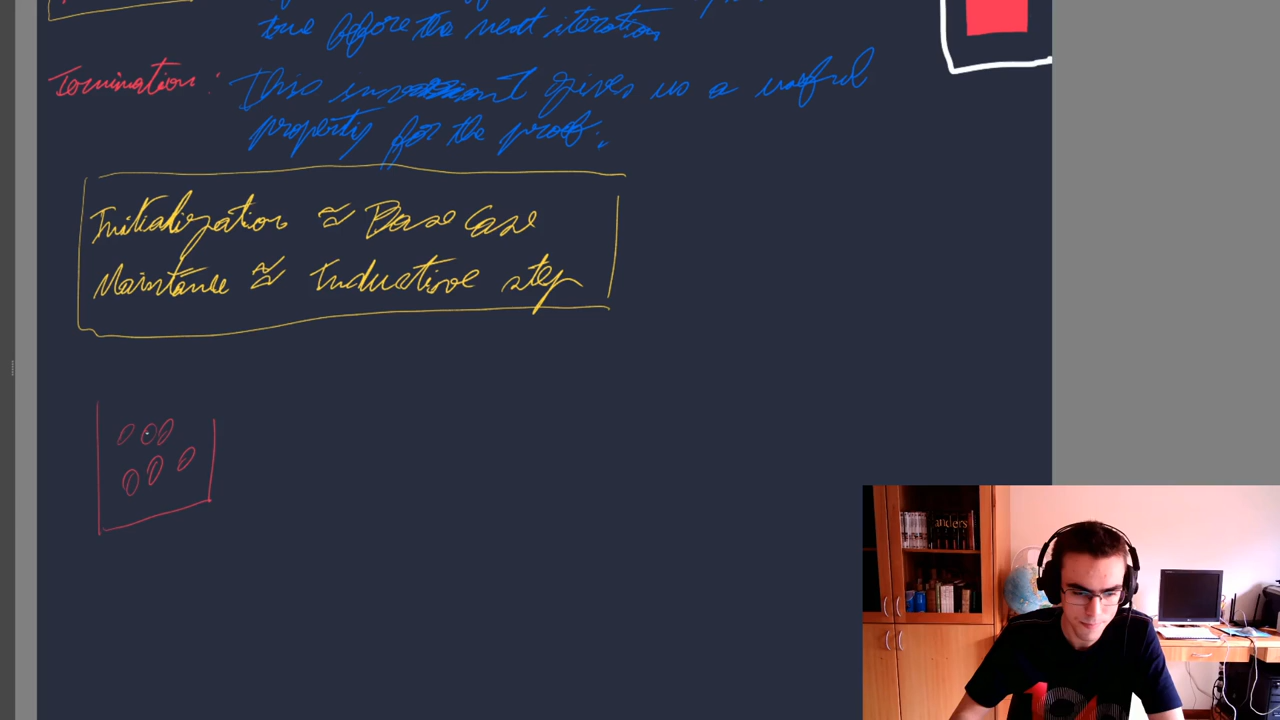 true before the next iteration
Termination: This invariant gives us a useful
property for the proof.
Initialization ≈ Base Case
Maintance ≈ Inductive step
anders